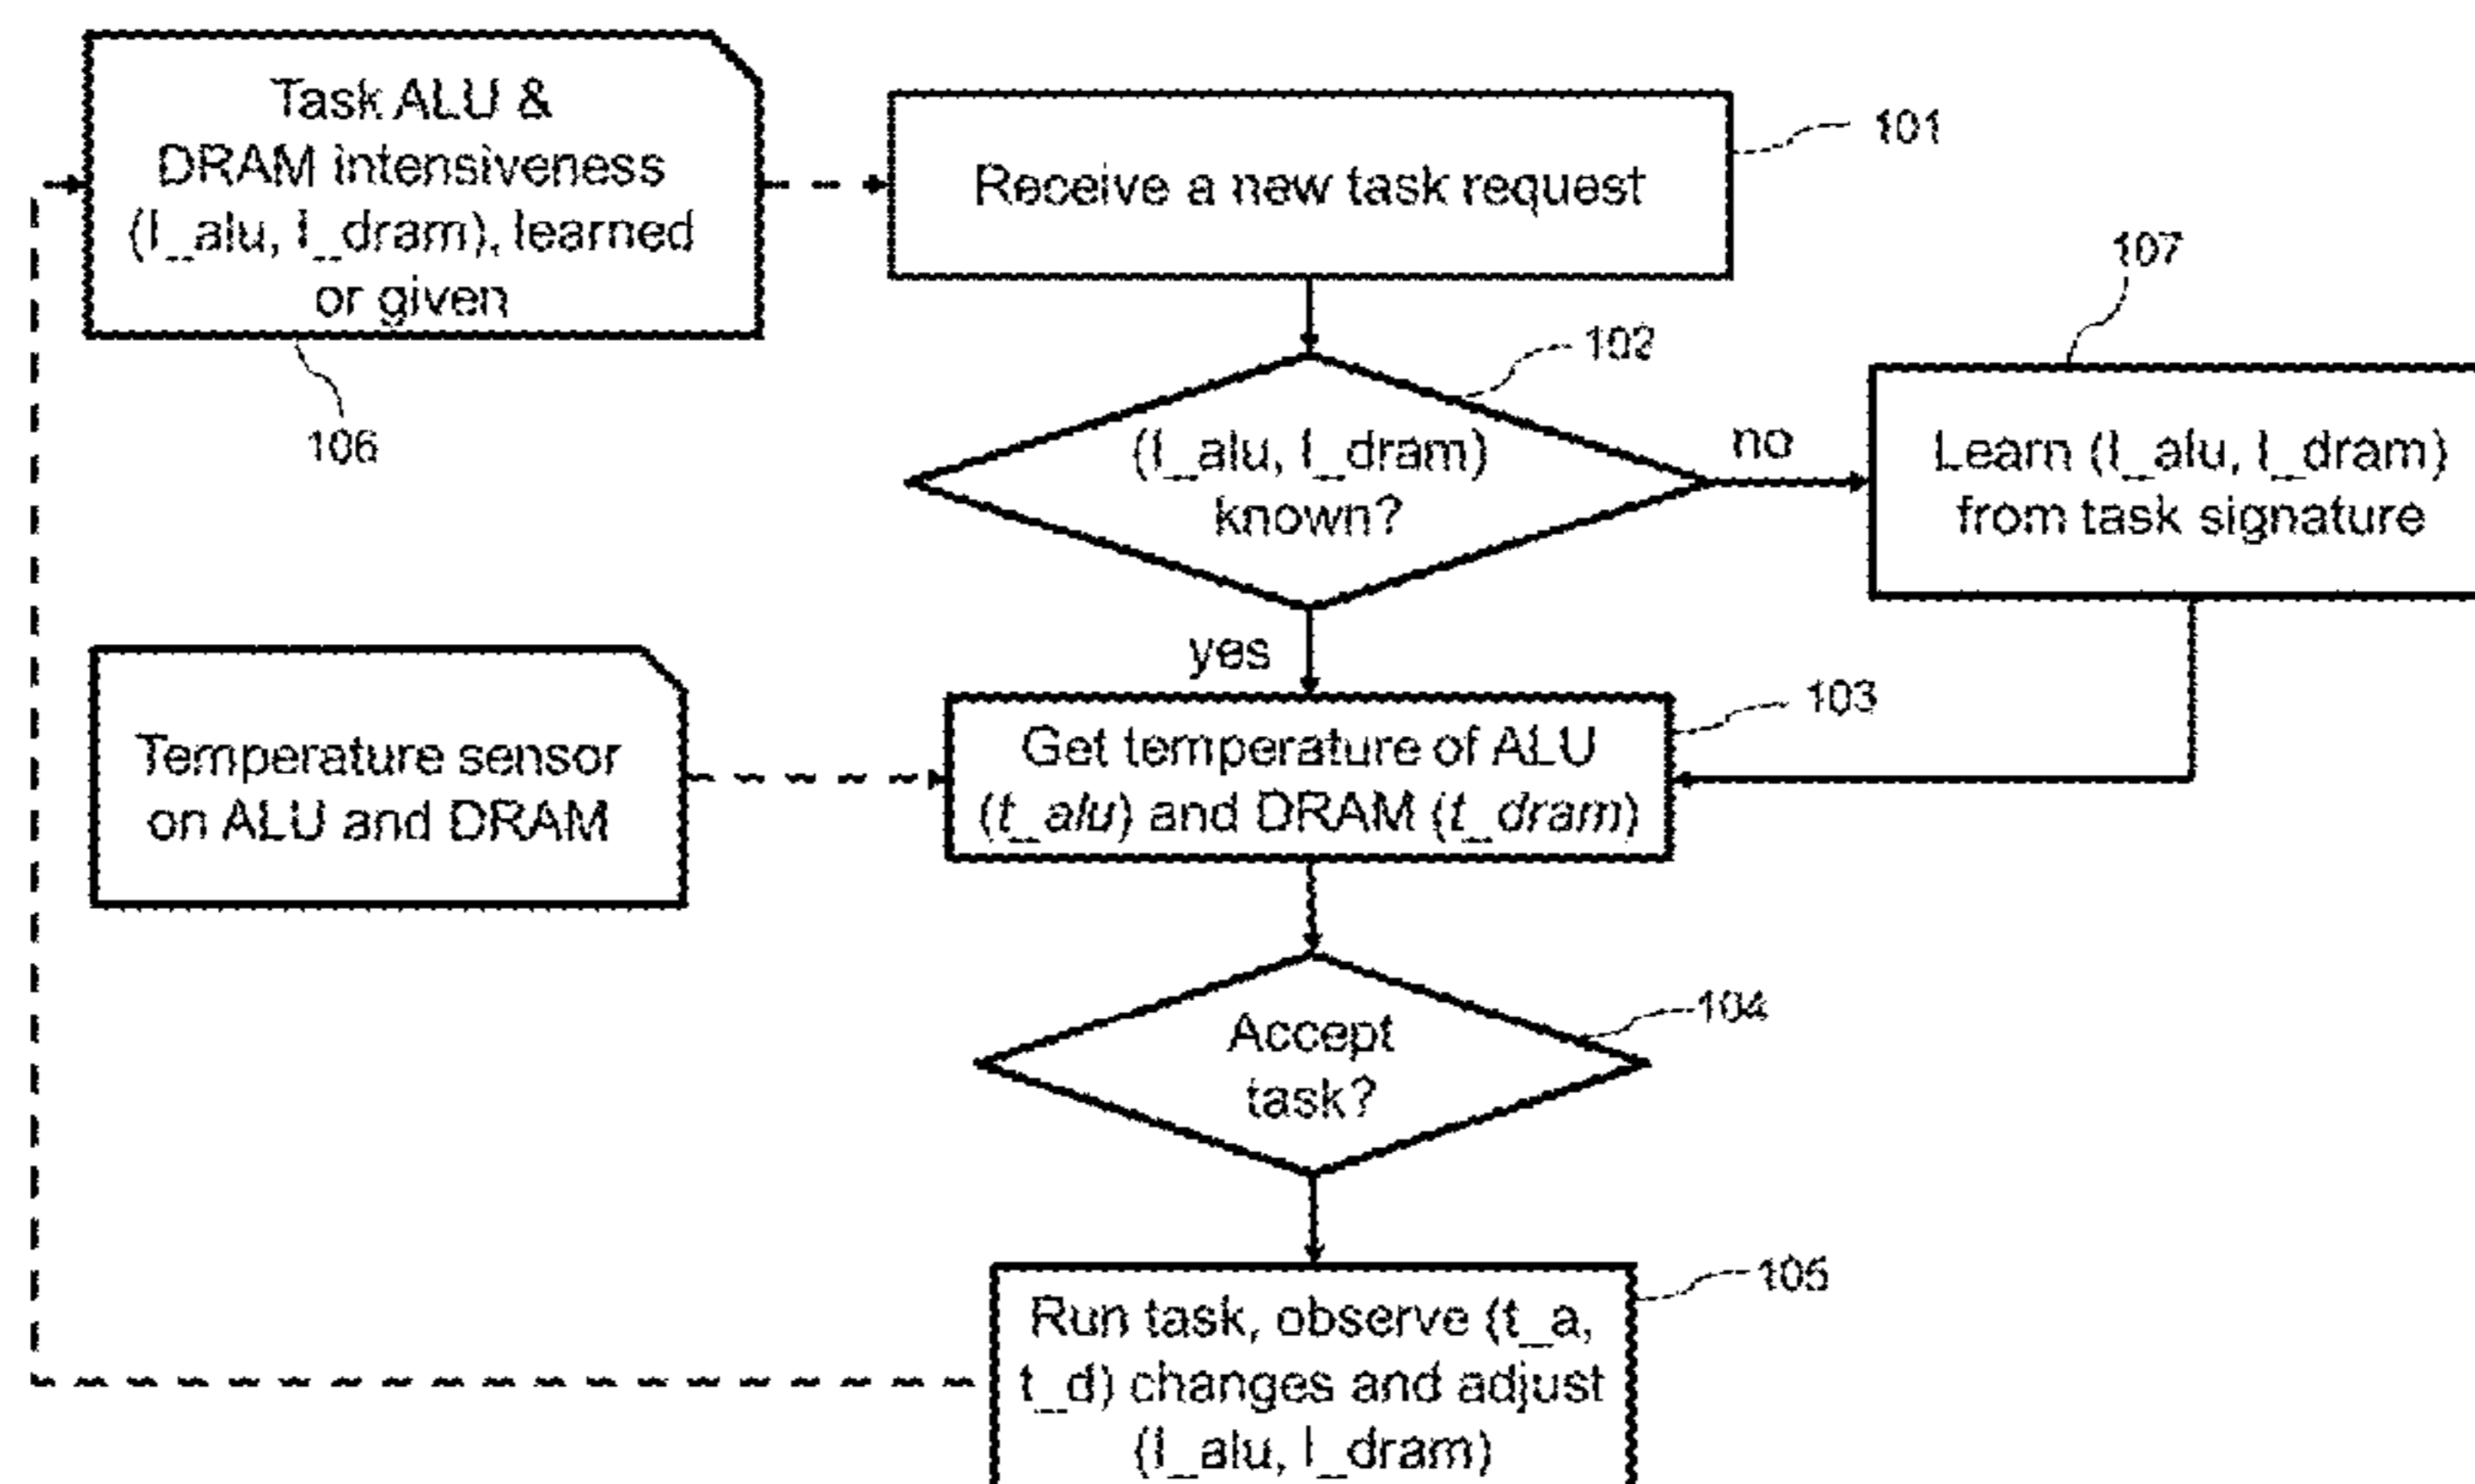 Task ALU &
DRAM intensiveness
(I_alu, I_dram), learned
or given
106
Receive a new task request
101
(I_alu, I_dram)
known?
102
no
yes
Learn (I_alu, I_dram)
from task signature
107
Temperature sensor
on ALU and DRAM
Get temperature of ALU
(t_alu) and DRAM (t_dram)
103
Accept
task?
104
Run task, observe (t_a,
t_d) changes and adjust
(I_alu, I_dram)
105